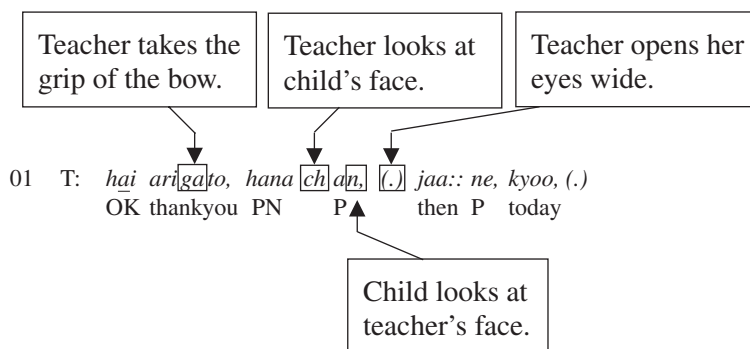 Teacher takes the
grip of the bow.
Teacher looks at
child’s face.
Teacher opens her
eyes wide.
01 T: hai arigato, hana chan, (.) jaa:: ne, kyoo, (.)
OK thankyou PN P then P today
Child looks at
teacher’s face.